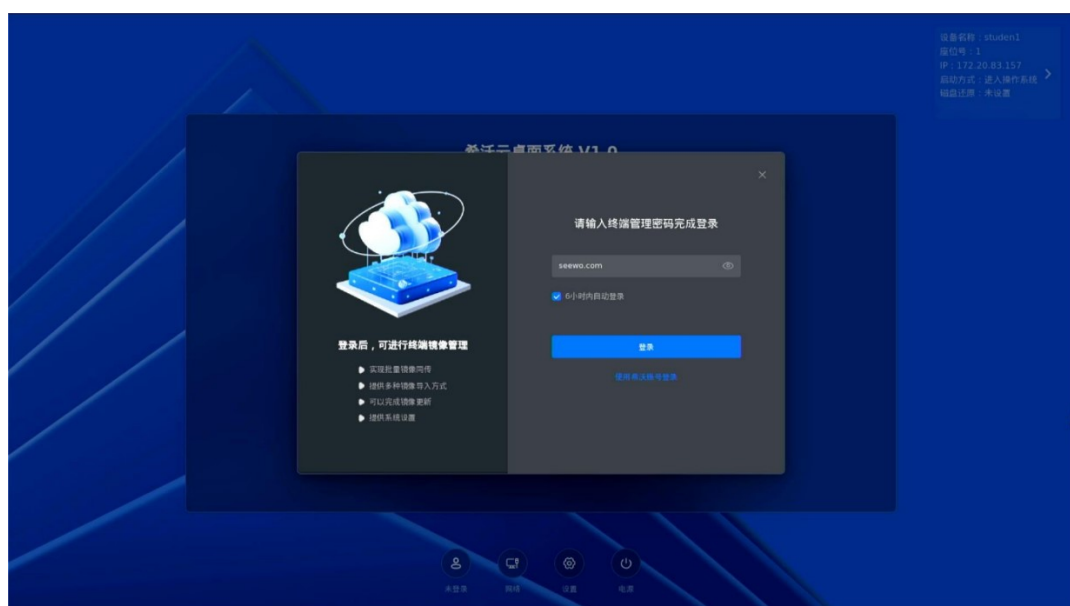 设备名称：studen1
座位号：1
IP：172.20.83.157
启动方式：进入操作系统
磁盘还原：未设置
希沃云桌面系统 V1.0
请输入终端管理密码完成登录
seewo.com
6小时内自动登录
登录
使用希沃账号登录
登录后，可进行终端镜像管理
实现批量镜像同传
提供多种镜像导入方式
可以完成镜像更新
提供系统设置
未登录
网络
设置
电源